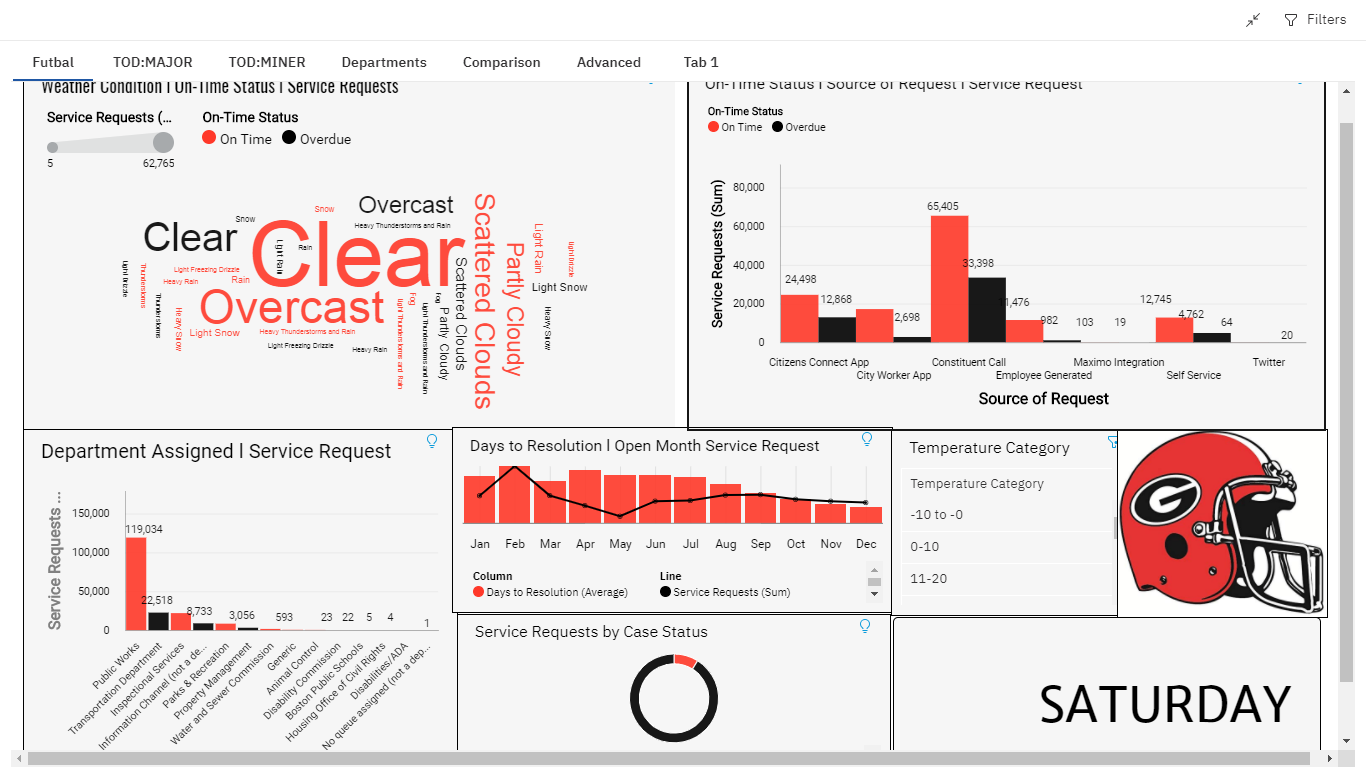 Filters
Futbal TOD:MAJOR TOD:MINER Departments Comparison Advanced Tab 1
Weather Condition l On-Time Status l Service Requests
Service Requests (...
On-Time Status
On Time Overdue
5 62,765
Snow
Snow
Overcast
Heavy Thunderstorms and Rain
Clear
Clear
Light Rain
Rain
Scattered Clouds
Partly Cloudy
Light Rain
Light Drizzle
Light Drizzle
Thunderstorms
Light Freezing Drizzle
Heavy Rain
Rain
Scattered Clouds
Light Snow
Thunderstorms
Heavy Snow
Overcast
Light Snow
Heavy Thunderstorms and Rain
Light Freezing Drizzle
Heavy Rain
Light Thunderstorms and Rain
Fog
Light Thunderstorms and Rain
Fog
Partly Cloudy
Heavy Snow
On-Time Status l Source of Request l Service Request
On-Time Status
On Time Overdue
Service Requests (Sum)
80,000
60,000
40,000
20,000
0
24,498
12,868
2,698
65,405
33,398
11,476
982
103
19
12,745
4,762
64
20
Citizens Connect App
City Worker App
Constituent Call
Employee Generated
Maximo Integration
Self Service
Twitter
Source of Request
Department Assigned l Service Request
Service Requests ...
150,000
100,000
50,000
0
119,034
22,518
8,733
3,056
593
23
22
5
4
1
Public Works
Transportation Department
Inspectional Services
Information Channel (not a de...
Parks & Recreation
Property Management
Water and Sewer Commission
Generic
Animal Control
Disability Commission
Boston Public Schools
Housing Office of Civil Rights
Disabilities/ADA
No queue assigned (not a dep...
Days to Resolution l Open Month Service Request
Jan Feb Mar Apr May Jun Jul Aug Sep Oct Nov Dec
Column Line
Days to Resolution (Average) Service Requests (Sum)
Temperature Category
Temperature Category
-10 to -0
0-10
11-20
G
Service Requests by Case Status
SATURDAY